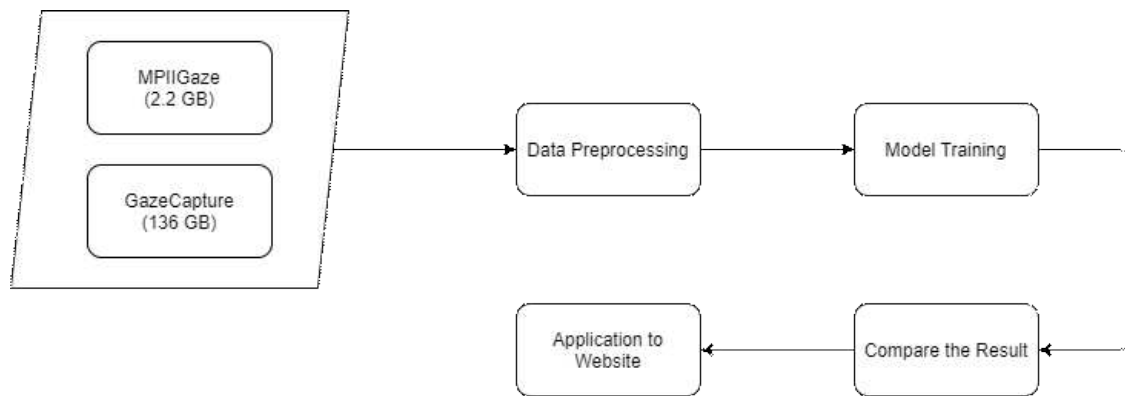 MPIIGaze
(2.2 GB)
GazeCapture
(136 GB)
Data Preprocessing
Model Training
Compare the Result
Application to
Website